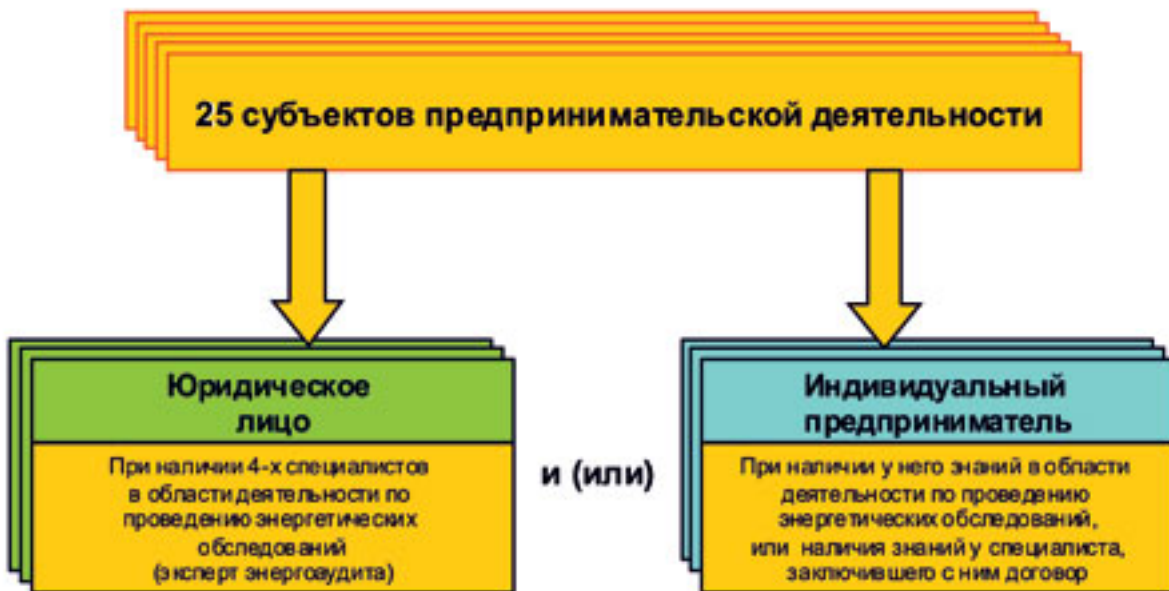 25 субъектов предпринимательской деятельности
Юридическое
лицо
При наличии 4-х специалистов
в области деятельности по
проведению энергетических
обследований
(эксперт энергоаудита)
и (или)
Индивидуальный
предприниматель
При наличии у него знаний в области
деятельности по проведению
энергетических обследований,
или наличия знаний у специалиста,
заключившего с ним договор